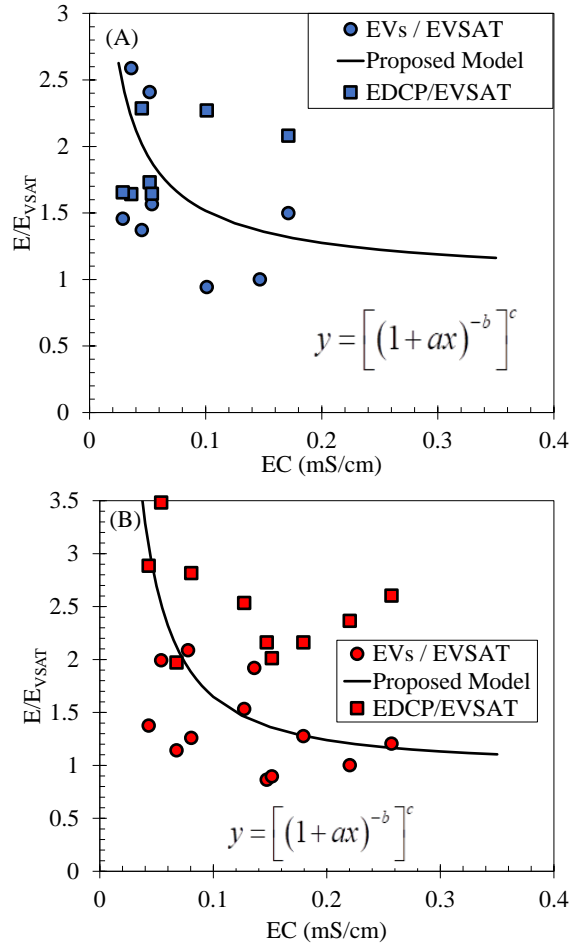 (A)
EVs / EVSAT
Proposed Model
EDCP/EVSAT
3
2.5
2
1.5
1
0.5
0
E/E_VSAT
y = [(1+ax)^{-b}]^c
0 0.1 0.2 0.3 0.4
EC (mS/cm)
(B)
3.5
3
2.5
2
1.5
1
0.5
0
E/E_VSAT
EVs / EVSAT
Proposed Model
EDCP/EVSAT
y = [(1+ax)^{-b}]^c
0 0.1 0.2 0.3 0.4
EC (mS/cm)